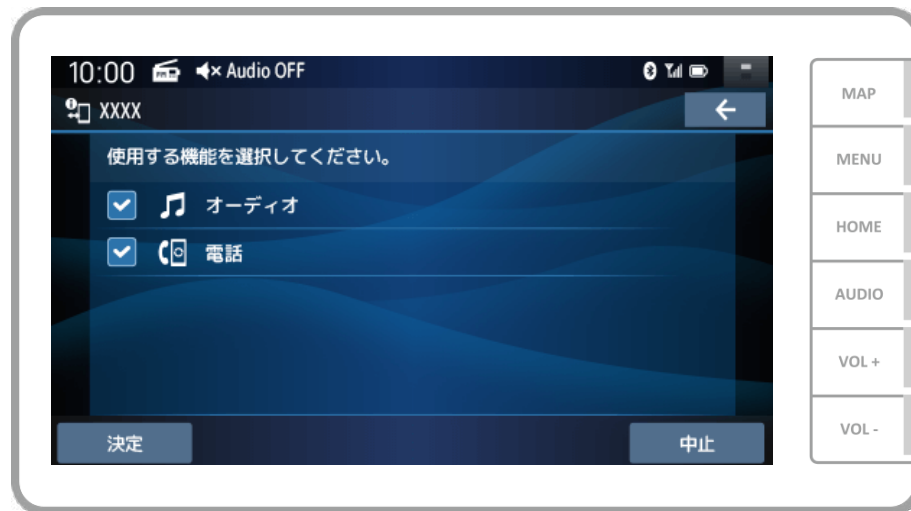 10:00 Audio OFF
XXXX
使用する機能を選択してください。
オーディオ
電話
決定 中止
MAP
MENU
HOME
AUDIO
VOL +
VOL -